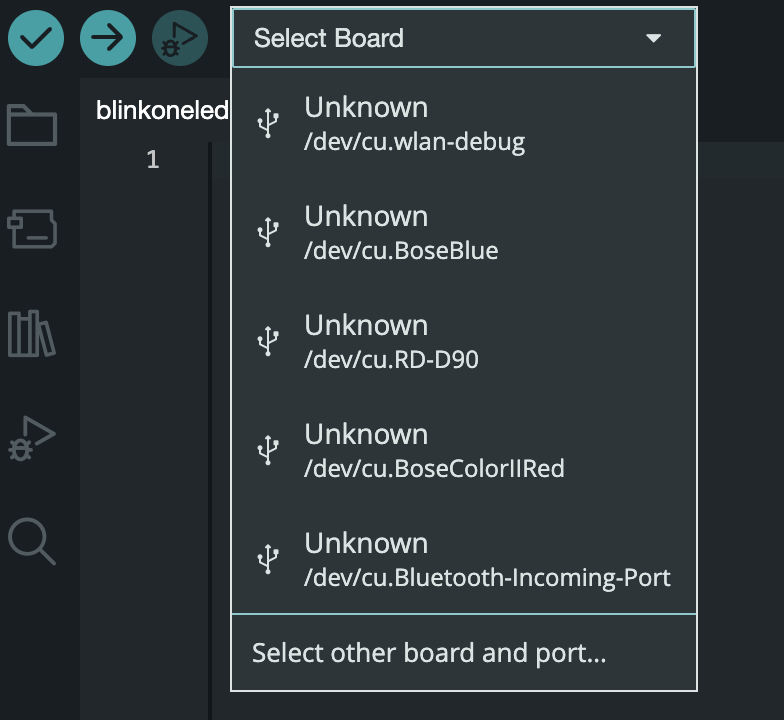 Select Board
blinkoneled
1
Unknown
/dev/cu.wlan-debug
Unknown
/dev/cu.BoseBlue
Unknown
/dev/cu.RD-D90
Unknown
/dev/cu.BoseColorIIRed
Unknown
/dev/cu.Bluetooth-Incoming-Port
Select other board and port...